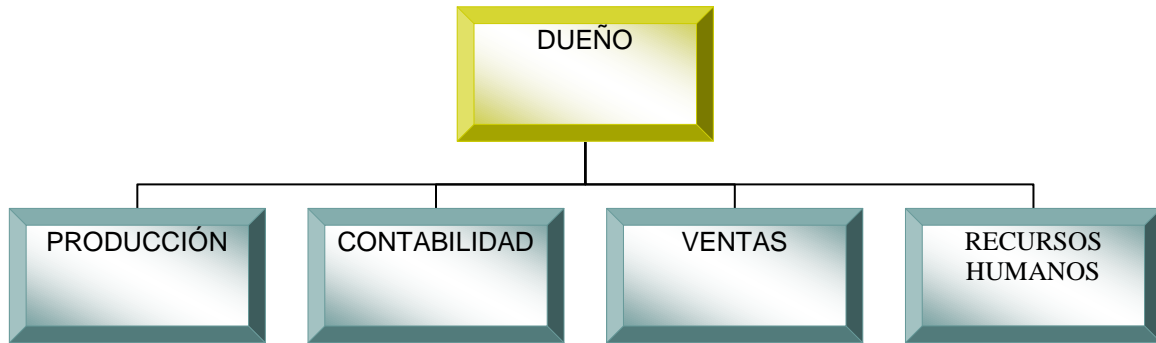 DUEÑO
PRODUCCIÓN
CONTABILIDAD
VENTAS
RECURSOS
HUMANOS